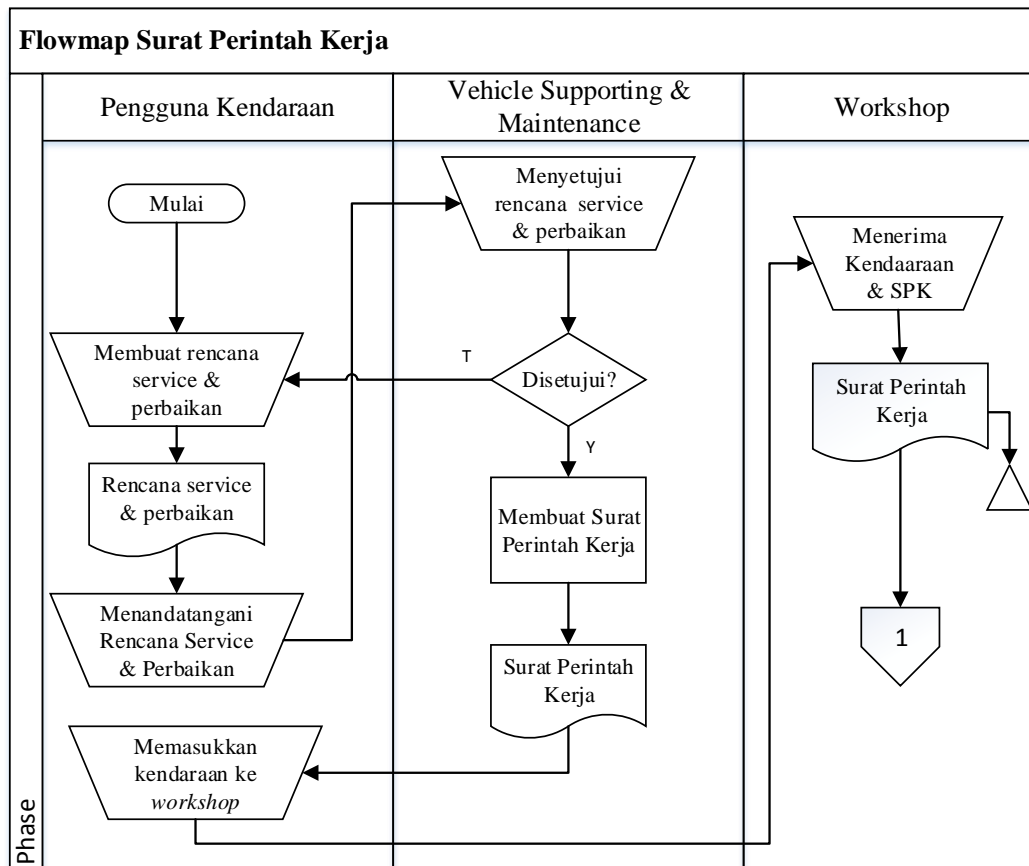 Flowmap Surat Perintah Kerja
Pengguna Kendaraan
Vehicle Supporting &
Maintenance
Workshop
Mulai
Membuat rencana
service &
perbaikan
Rencana service
& perbaikan
Menandatangani
Rencana Service
& Perbaikan
Memasukkan
kendaraan ke
workshop
Menyetujui
rencana service
& perbaikan
Disetujui?
T
Y
Membuat Surat
Perintah Kerja
Surat Perintah
Kerja
Menerima
Kendaaraan
& SPK
Surat Perintah
Kerja
1
Phase